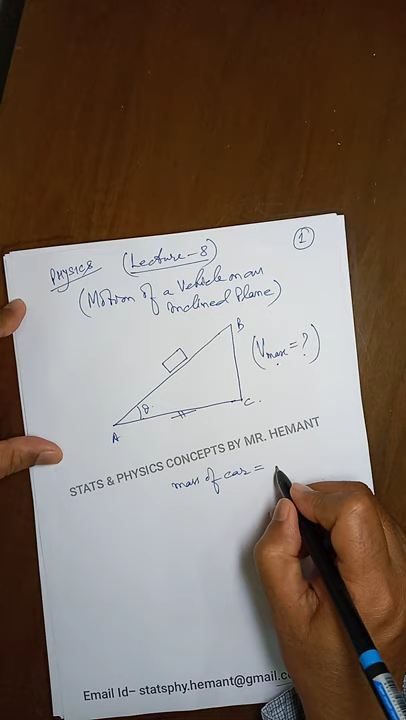 PHYSICS (Lecture-8) ①
(Motion of a Vehicle on an
Inclined Plane)
B
(Vmax = ?)
θ
C.
A
STATS & PHYSICS CONCEPTS BY MR. HEMANT
mass of car =
Email Id– statsphy.hemant@gmail.co